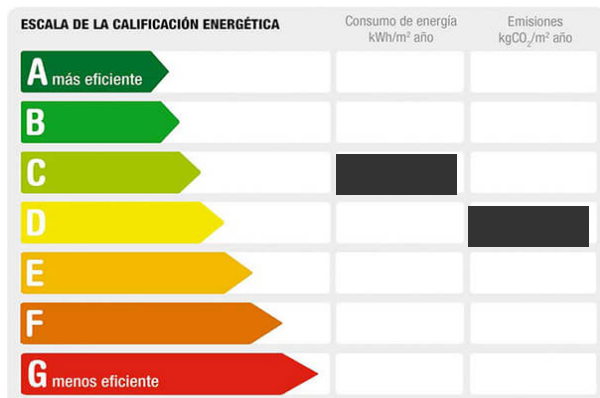 ESCALA DE LA CALIFICACIÓN ENERGÉTICA
Consumo de energía
kWh/m² año
Emisiones
kgCO₂/m² año
A más eficiente
B
C
D
E
F
G menos eficiente